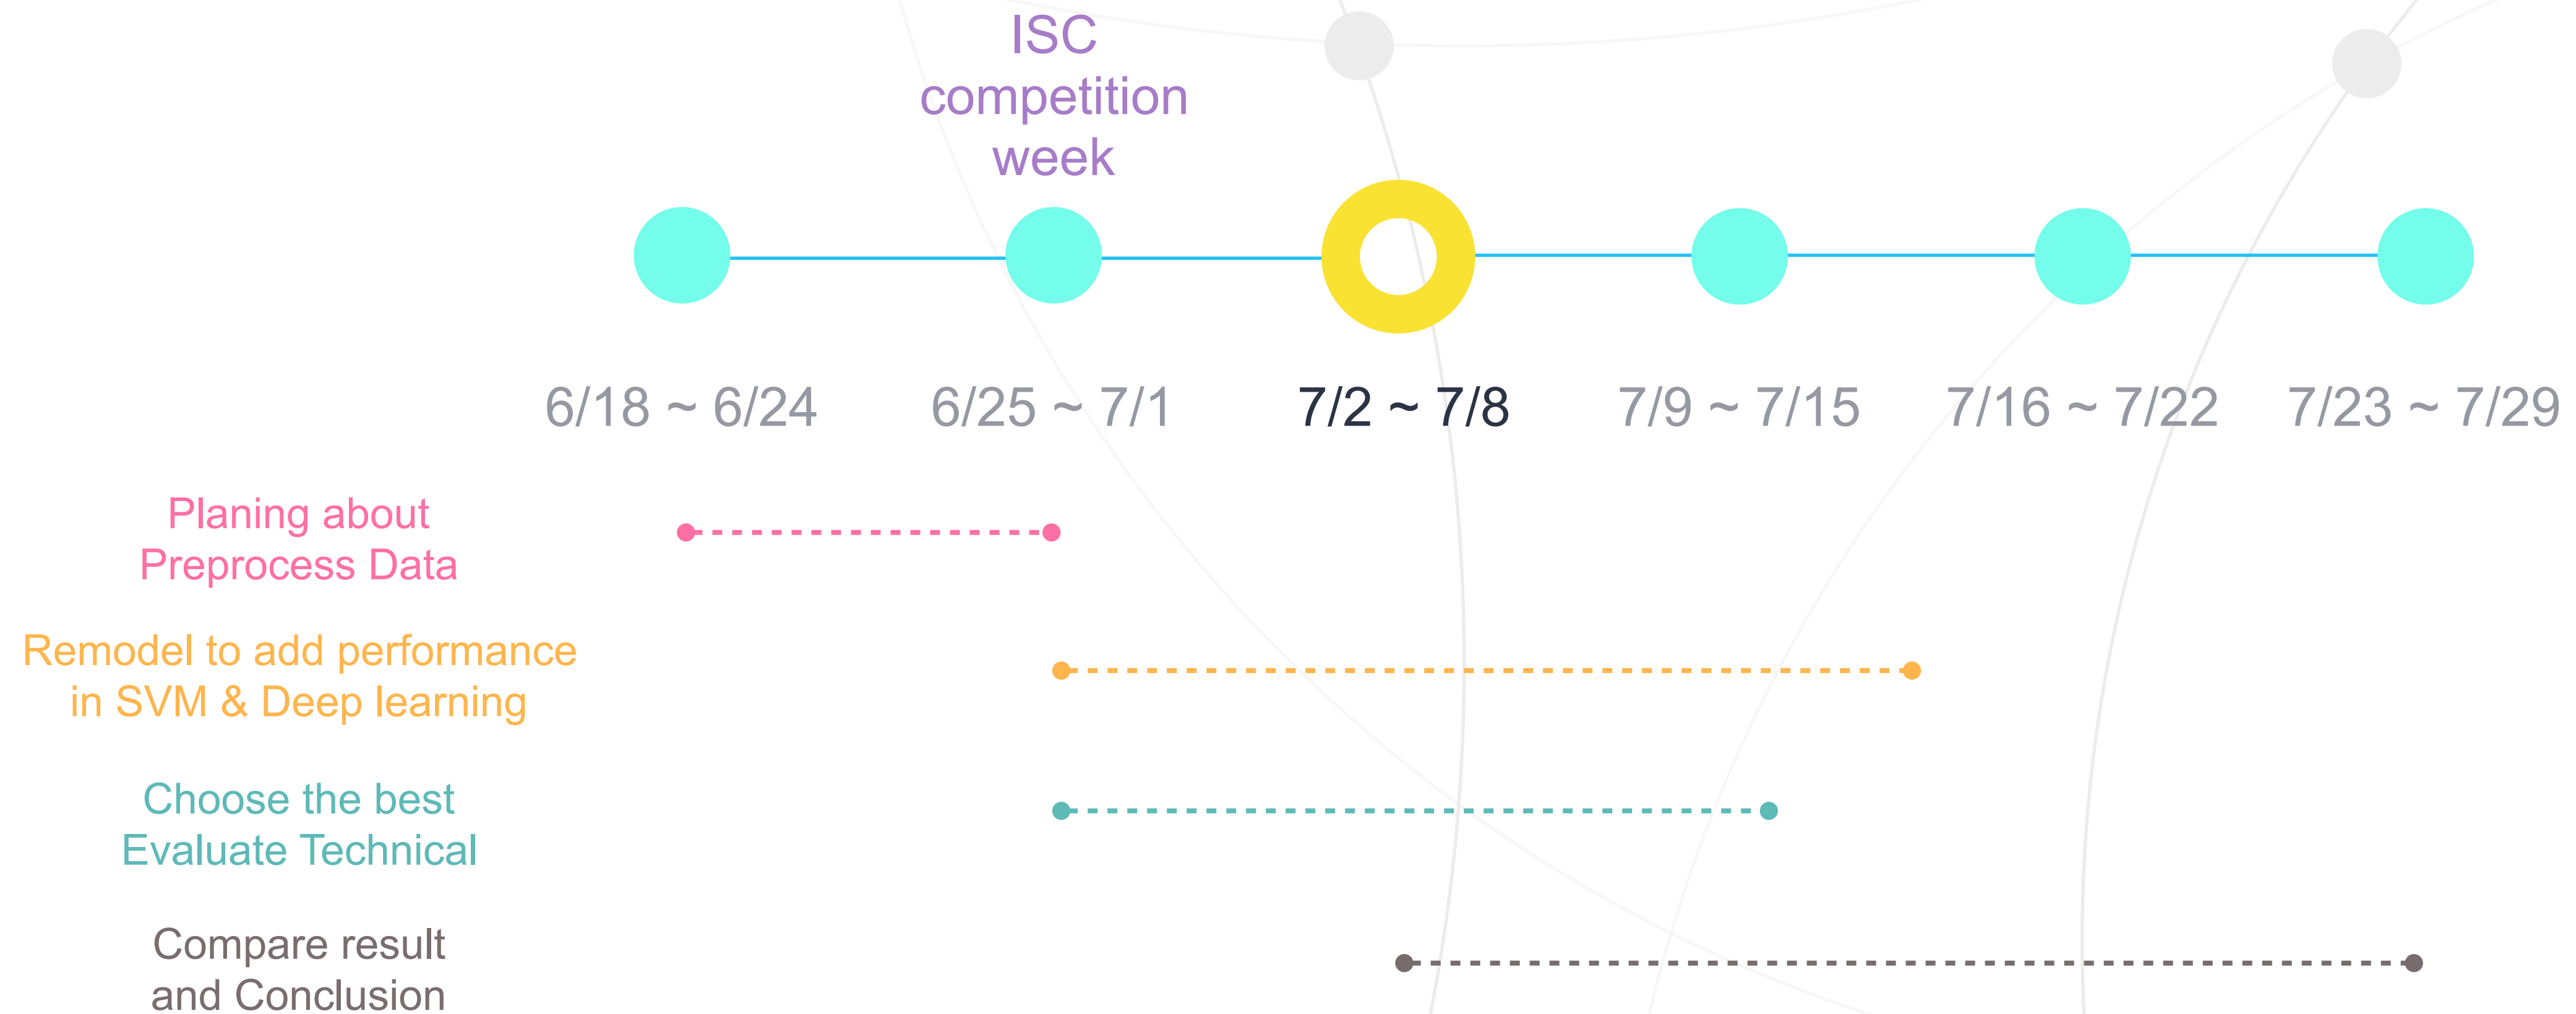 ISC
competition
week
6/18 ~ 6/24
6/25 ~ 7/1
7/2 ~ 7/8
7/9 ~ 7/15
7/16 ~ 7/22
7/23 ~ 7/29
Planing about
Preprocess Data
Remodel to add performance
in SVM & Deep learning
Choose the best
Evaluate Technical
Compare result
and Conclusion